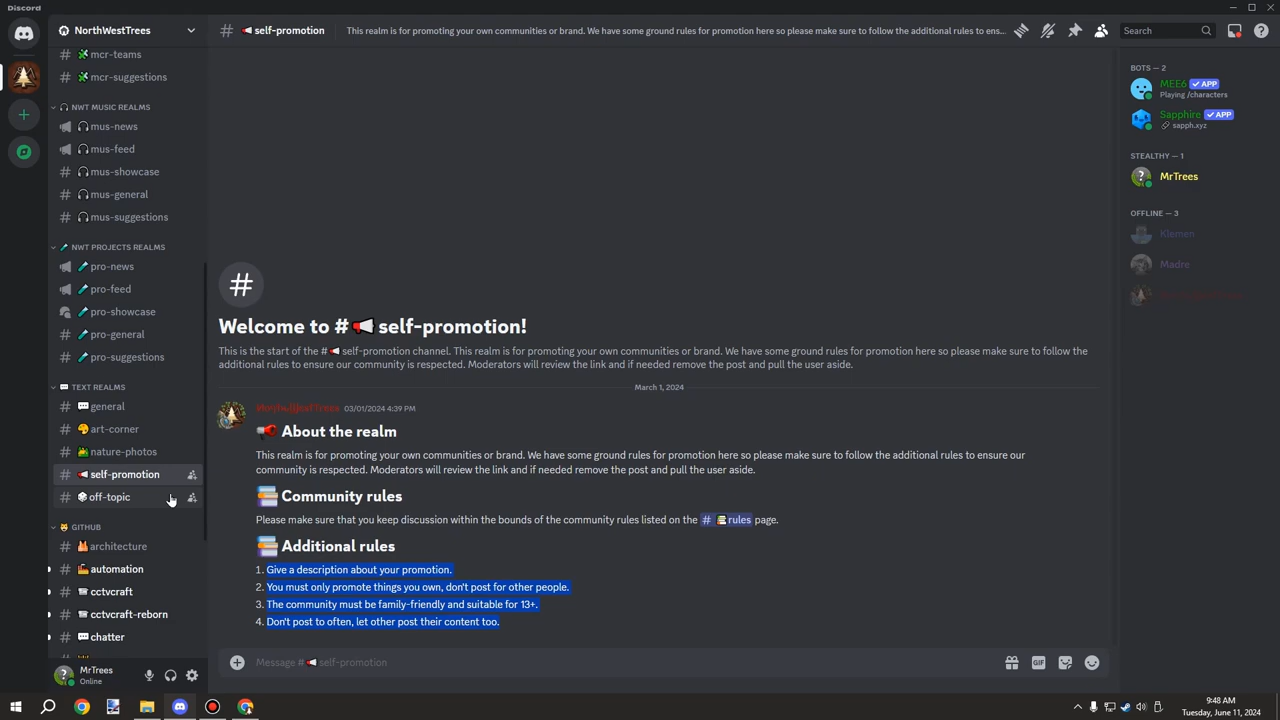 Discord
NorthWestTrees
self-promotion
This realm is for promoting your own communities or brand. We have some ground rules for promotion here so please make sure to follow the additional rules to ens...
Search
mcr-teams
mcr-suggestions
NWT MUSIC REALMS
mus-news
mus-feed
mus-showcase
mus-general
mus-suggestions
NWT PROJECTS REALMS
pro-news
pro-feed
pro-showcase
pro-general
pro-suggestions
TEXT REALMS
general
art-corner
nature-photos
self-promotion
off-topic
GITHUB
architecture
automation
cctvcraft
cctvcraft-reborn
chatter
MrTrees
Online
#
Welcome to # self-promotion!
This is the start of the # self-promotion channel. This realm is for promoting your own communities or brand. We have some ground rules for promotion here so please make sure to follow the
additional rules to ensure our community is respected. Moderators will review the link and if needed remove the post and pull the user aside.
March 1, 2024
03/01/2024 4:39 PM
About the realm
This realm is for promoting your own communities or brand. We have some ground rules for promotion here so please make sure to follow the additional rules to ensure our
community is respected. Moderators will review the link and if needed remove the post and pull the user aside.
Community rules
Please make sure that you keep discussion within the bounds of the community rules listed on the # rules page.
Additional rules
1. Give a description about your promotion.
2. You must only promote things you own, don't post for other people.
3. The community must be family-friendly and suitable for 13+.
4. Don't post to often, let other post their content too.
Message # self-promotion
GIF
BOTS — 2
MEE6 ✓ APP
Playing /characters
Sapphire ✓ APP
sapph.xyz
STEALTHY — 1
MrTrees
OFFLINE — 3
Klemen
Madre
9:48 AM
Tuesday, June 11, 2024